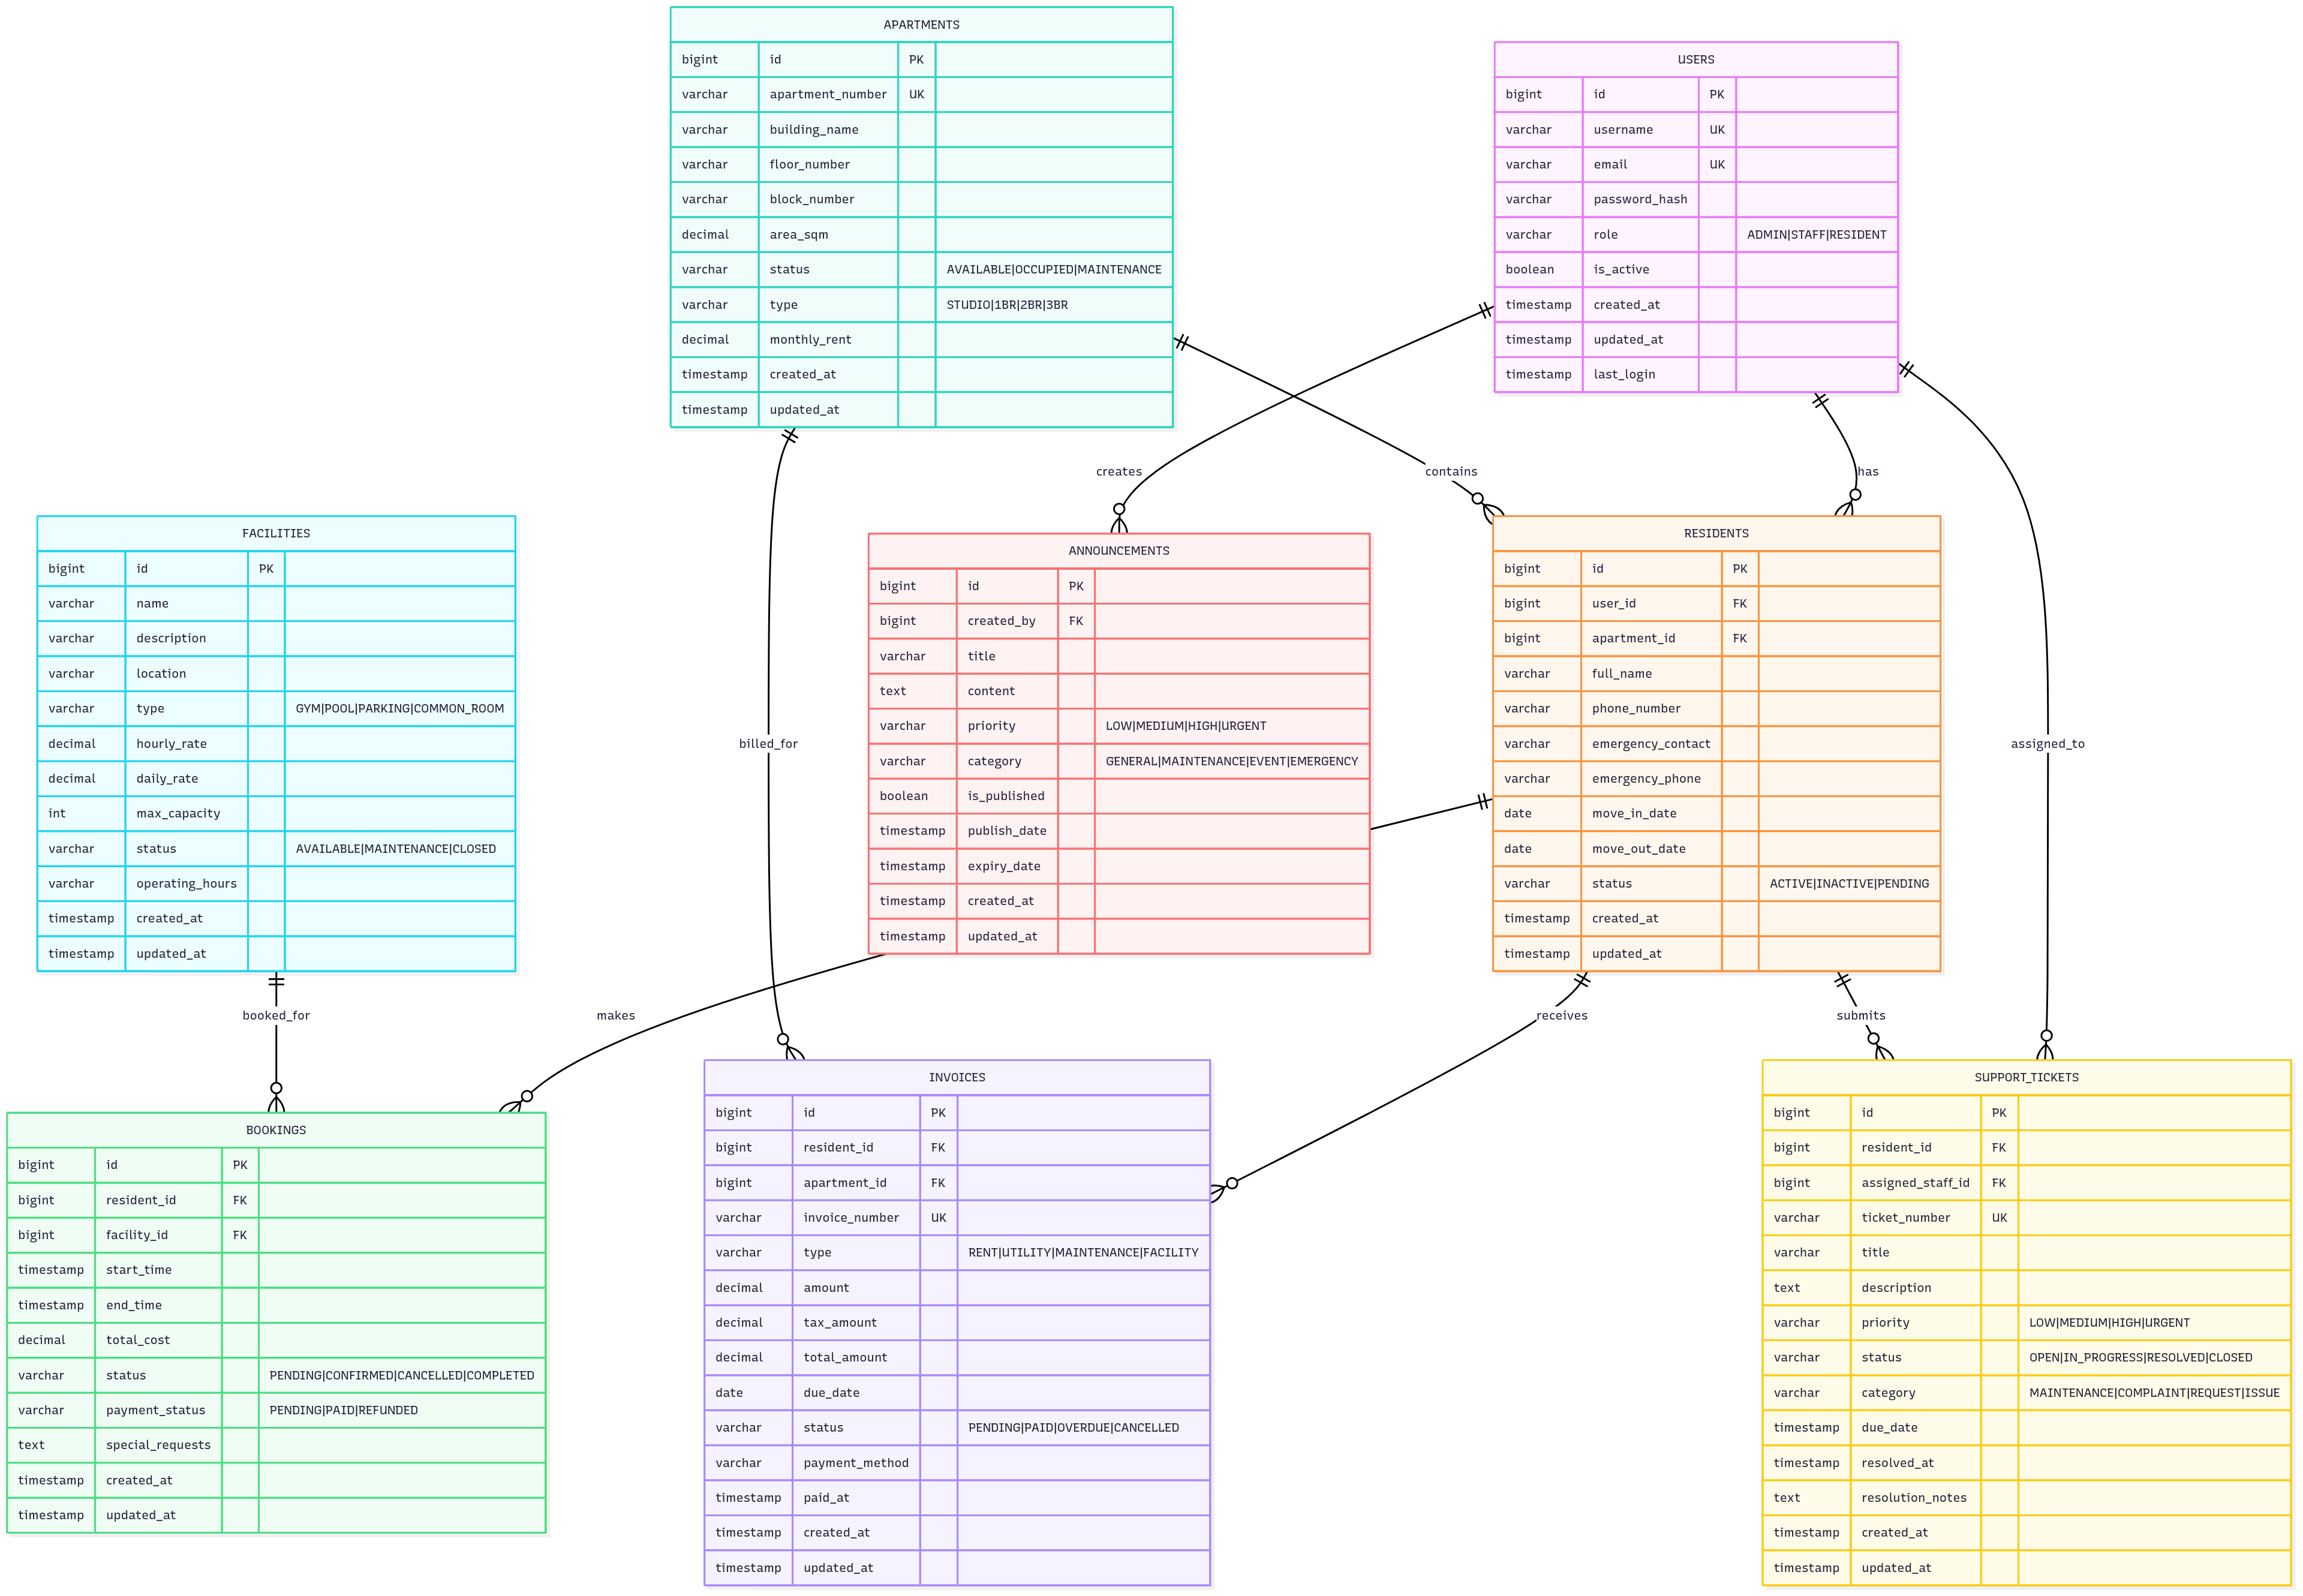 APARTMENTS
bigint id PK
varchar apartment_number UK
varchar building_name
varchar floor_number
varchar block_number
decimal area_sqm
varchar status AVAILABLE|OCCUPIED|MAINTENANCE
varchar type STUDIO|1BR|2BR|3BR
decimal monthly_rent
timestamp created_at
timestamp updated_at
USERS
bigint id PK
varchar username UK
varchar email UK
varchar password_hash
varchar role ADMIN|STAFF|RESIDENT
boolean is_active
timestamp created_at
timestamp updated_at
timestamp last_login
creates
contains
has
FACILITIES
bigint id PK
varchar name
varchar description
varchar location
varchar type GYM|POOL|PARKING|COMMON_ROOM
decimal hourly_rate
decimal daily_rate
int max_capacity
varchar status AVAILABLE|MAINTENANCE|CLOSED
varchar operating_hours
timestamp created_at
timestamp updated_at
billed_for
ANNOUNCEMENTS
bigint id PK
bigint created_by FK
varchar title
text content
varchar priority LOW|MEDIUM|HIGH|URGENT
varchar category GENERAL|MAINTENANCE|EVENT|EMERGENCY
boolean is_published
timestamp publish_date
timestamp expiry_date
timestamp created_at
timestamp updated_at
RESIDENTS
bigint id PK
bigint user_id FK
bigint apartment_id FK
varchar full_name
varchar phone_number
varchar emergency_contact
varchar emergency_phone
date move_in_date
date move_out_date
varchar status ACTIVE|INACTIVE|PENDING
timestamp created_at
timestamp updated_at
assigned_to
booked_for
makes
receives
submits
BOOKINGS
bigint id PK
bigint resident_id FK
bigint facility_id FK
timestamp start_time
timestamp end_time
decimal total_cost
varchar status PENDING|CONFIRMED|CANCELLED|COMPLETED
varchar payment_status PENDING|PAID|REFUNDED
text special_requests
timestamp created_at
timestamp updated_at
INVOICES
bigint id PK
bigint resident_id FK
bigint apartment_id FK
varchar invoice_number UK
varchar type RENT|UTILITY|MAINTENANCE|FACILITY
decimal amount
decimal tax_amount
decimal total_amount
date due_date
varchar status PENDING|PAID|OVERDUE|CANCELLED
varchar payment_method
timestamp paid_at
timestamp created_at
timestamp updated_at
SUPPORT_TICKETS
bigint id PK
bigint resident_id FK
bigint assigned_staff_id FK
varchar ticket_number UK
varchar title
text description
varchar priority LOW|MEDIUM|HIGH|URGENT
varchar status OPEN|IN_PROGRESS|RESOLVED|CLOSED
varchar category MAINTENANCE|COMPLAINT|REQUEST|ISSUE
timestamp due_date
timestamp resolved_at
text resolution_notes
timestamp created_at
timestamp updated_at